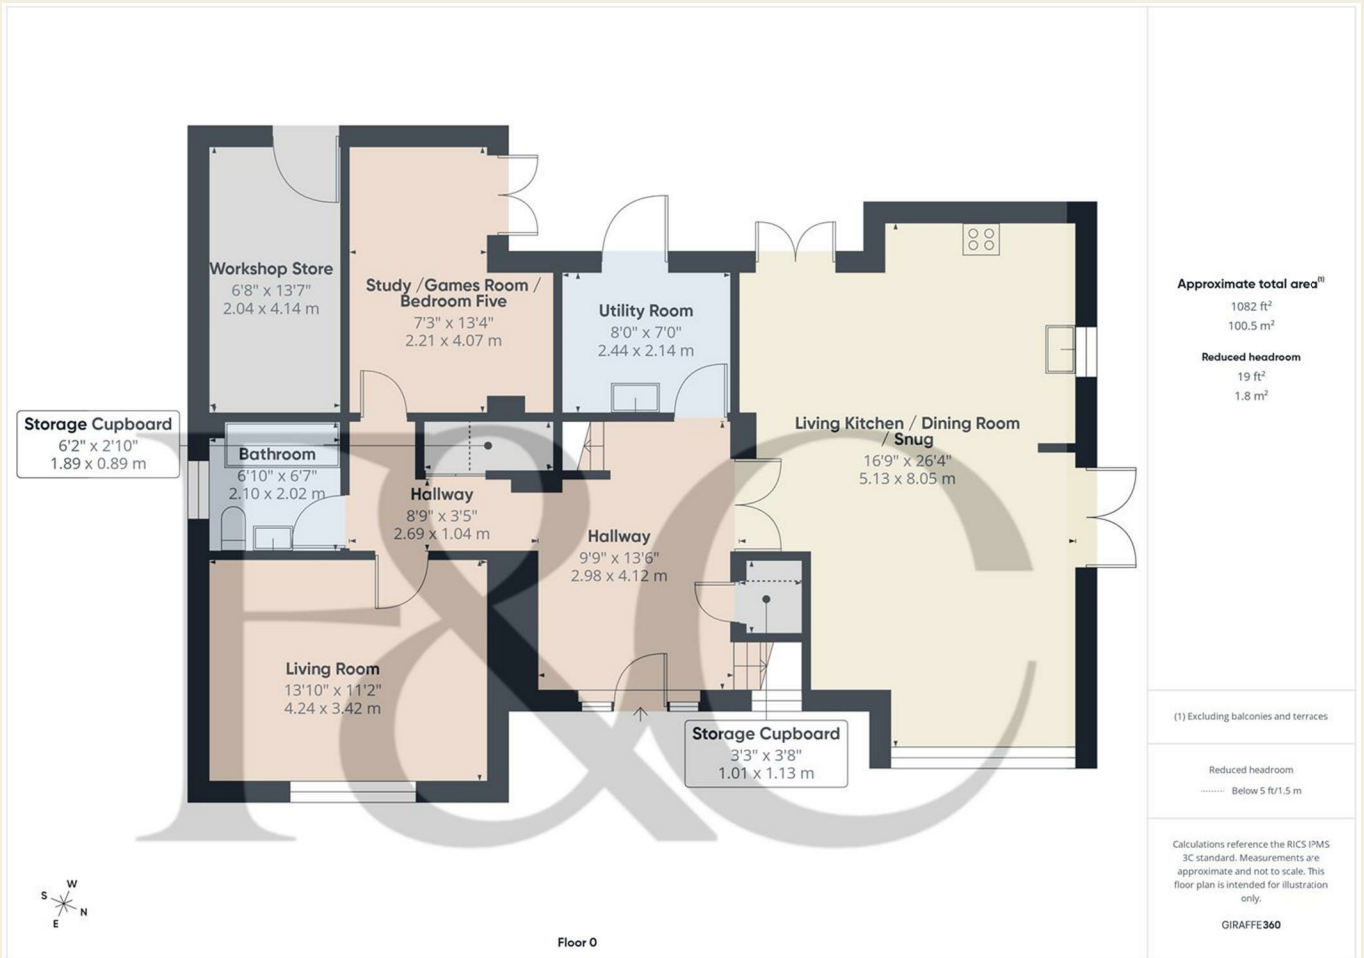 Workshop Store
6'8" x 13'7"
2.04 x 4.14 m
Study /Games Room /
Bedroom Five
7'3" x 13'4"
2.21 x 4.07 m
Utility Room
8'0" x 7'0"
2.44 x 2.14 m
Living Kitchen / Dining Room
/ Snug
16'9" x 26'4"
5.13 x 8.05 m
Storage Cupboard
6'2" x 2'10"
1.89 x 0.89 m
Bathroom
6'10" x 6'7"
2.10 x 2.02 m
Hallway
8'9" x 3'5"
2.69 x 1.04 m
Hallway
9'9" x 13'6"
2.98 x 4.12 m
Living Room
13'10" x 11'2"
4.24 x 3.42 m
Storage Cupboard
3'3" x 3'8"
1.01 x 1.13 m
F&C
W
S
N
E
Floor 0
Approximate total area(1)
1082 ft²
100.5 m²
Reduced headroom
19 ft²
1.8 m²
(1) Excluding balconies and terraces
Reduced headroom
Below 5 ft/1.5 m
Calculations reference the RICS IPMS
3C standard. Measurements are
approximate and not to scale. This
floor plan is intended for illustration
only.
GIRAFFE360